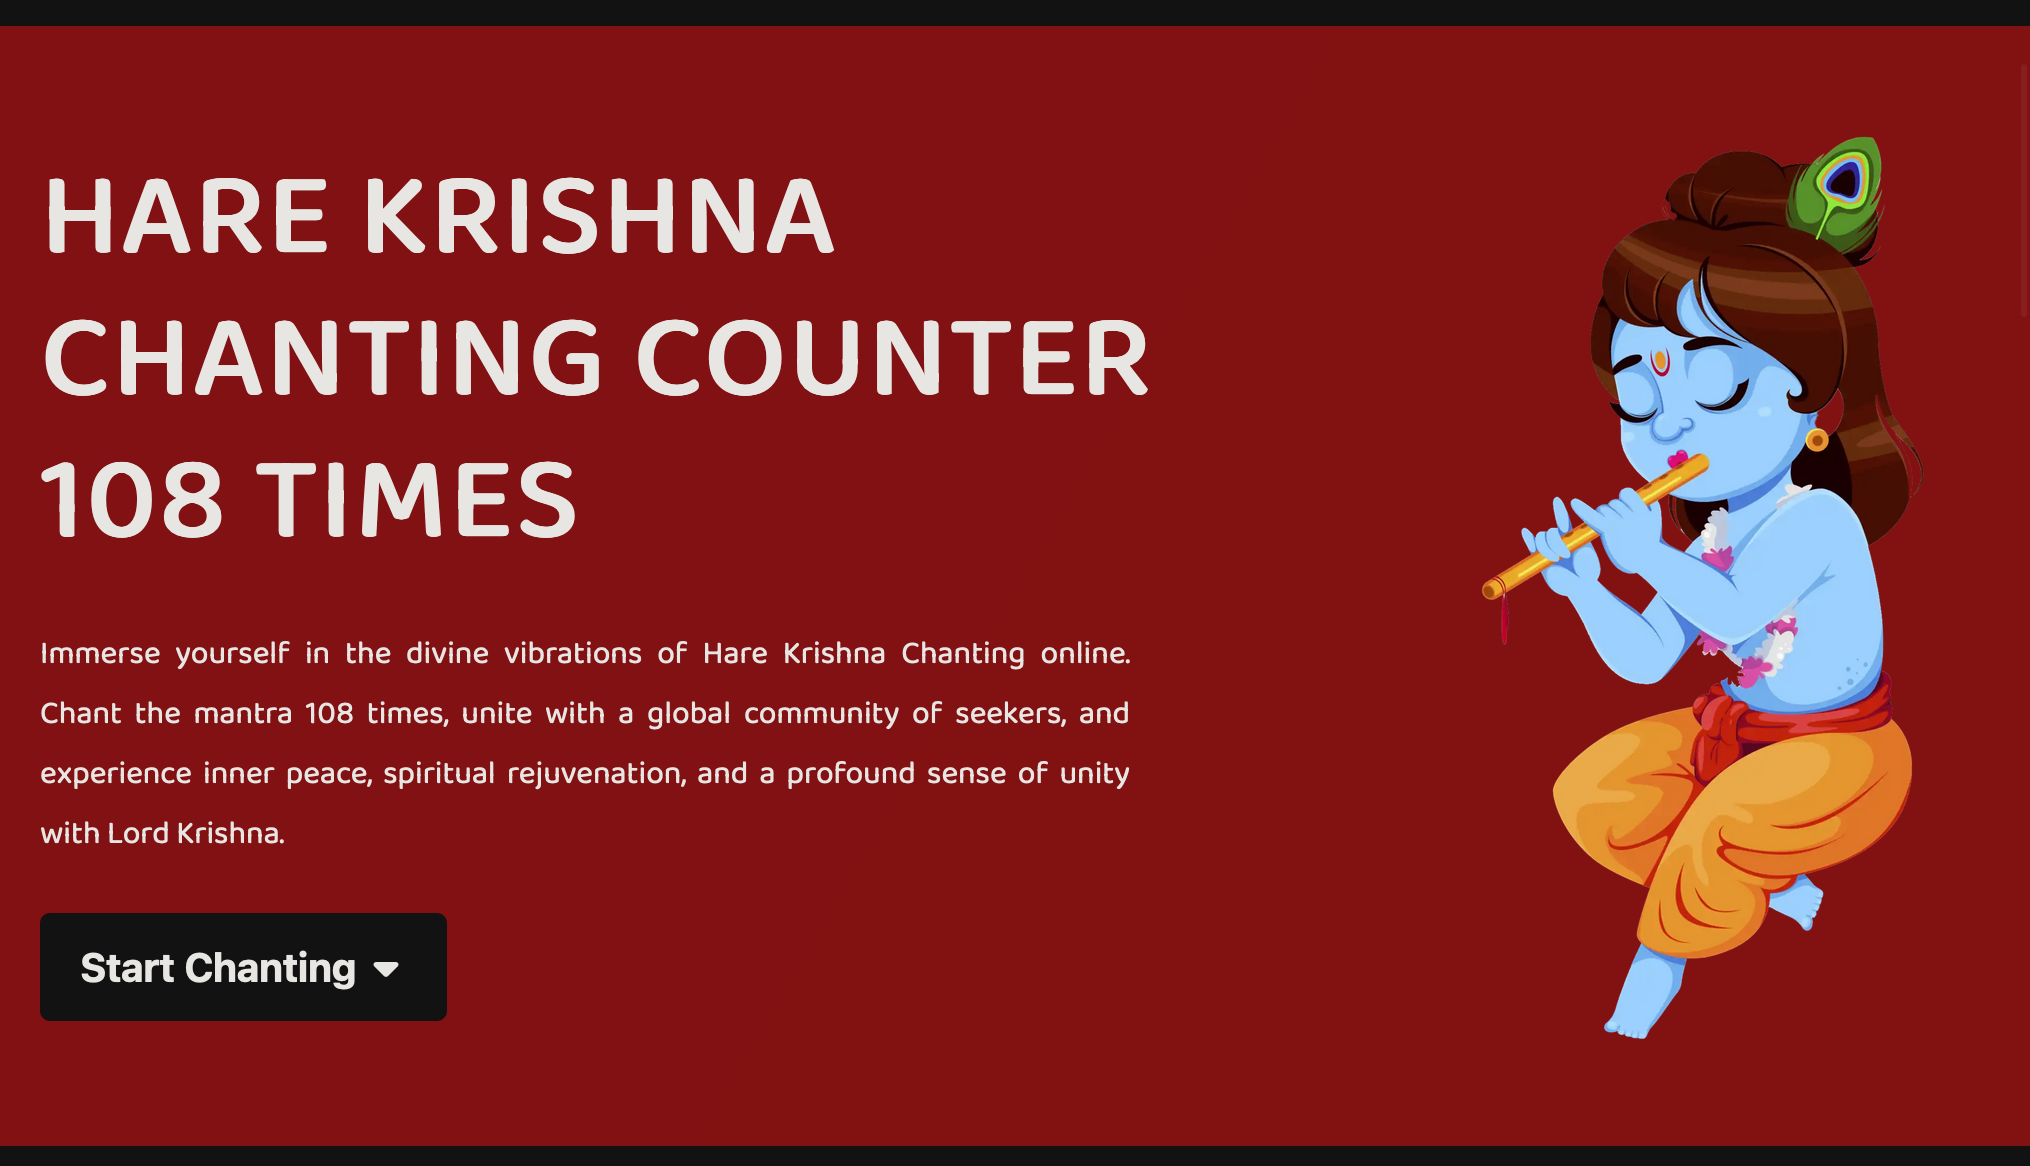 HARE KRISHNA
CHANTING COUNTER
108 TIMES
Immerse yourself in the divine vibrations of Hare Krishna Chanting online.
Chant the mantra 108 times, unite with a global community of seekers, and
experience inner peace, spiritual rejuvenation, and a profound sense of unity
with Lord Krishna.
Start Chanting